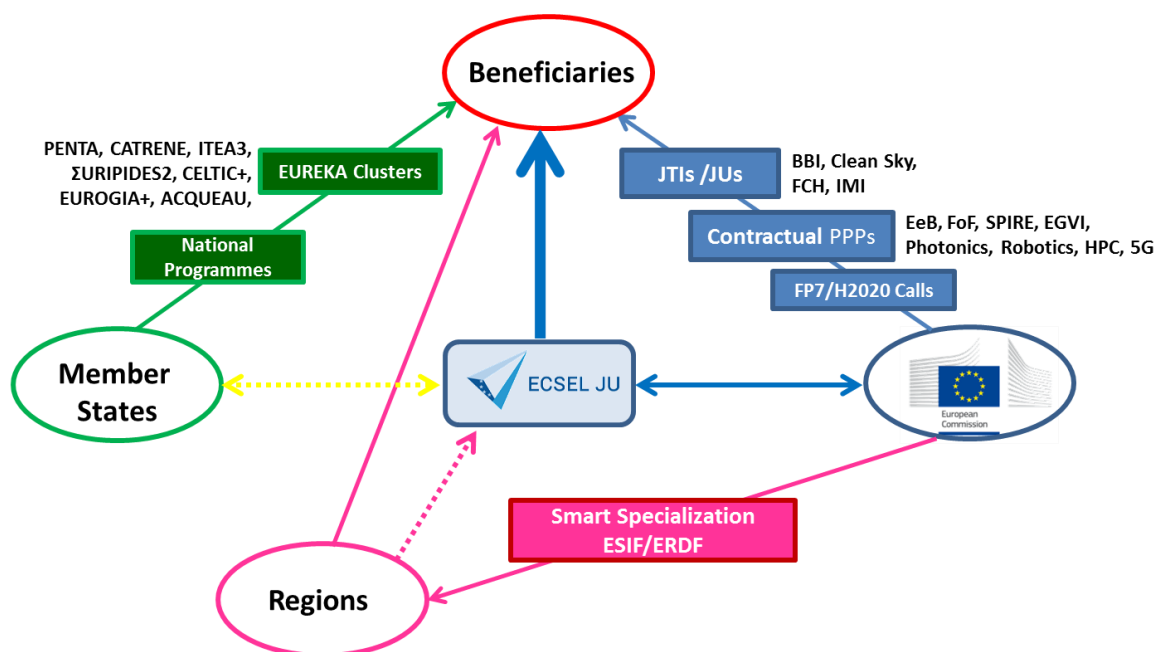 Beneficiaries
PENTA, CATRENE, ITEA3,
ΣURIPIDES2, CELTIC+,
EUROGIA+, ACQUEAU,
EUREKA Clusters
JTIs /JUs
BBI, Clean Sky,
FCH, IMI
National
Programmes
Contractual PPPs
EeB, FoF, SPIRE, EGVI,
Photonics, Robotics, HPC, 5G
FP7/H2020 Calls
Member
States
ECSEL JU
European
Commission
Smart Specialization
ESIF/ERDF
Regions